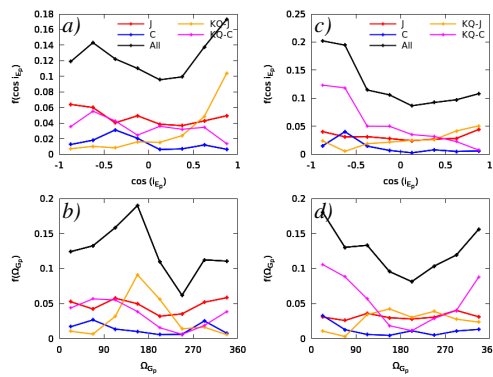 a)
J
C
All
KQ-J
KQ-C
f(cos i_Ep)
0.18
0.16
0.14
0.12
0.1
0.08
0.06
0.04
0.02
0
-1
-0.5
0
0.5
1
cos (i_Ep)
c)
J
C
All
KQ-J
KQ-C
f(cos i_Ep)
0.25
0.2
0.15
0.1
0.05
0
-1
-0.5
0
0.5
1
cos (i_Ep)
b)
f(Ω_Gp)
0.2
0.15
0.1
0.05
0
0
90
180
270
360
Ω_Gp
d)
f(Ω_Gp)
0.2
0.15
0.1
0.05
0
0
90
180
270
360
Ω_Gp